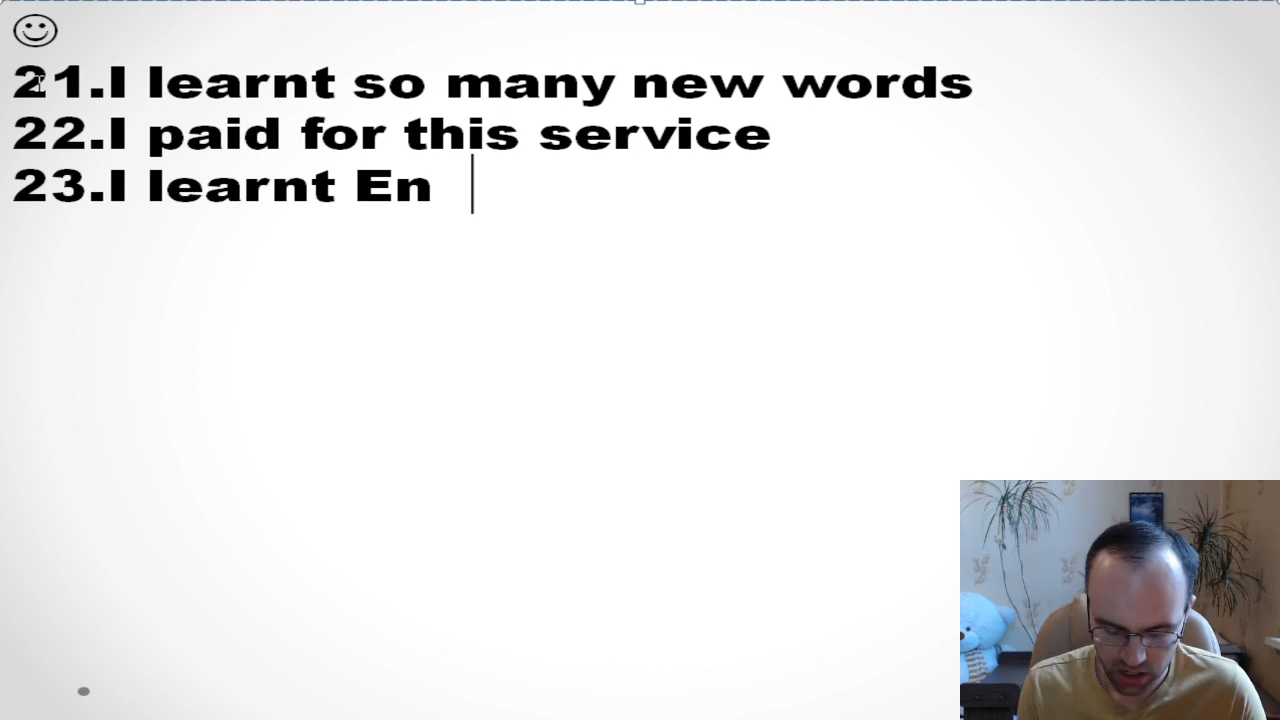 21.I learnt so many new words
22.I paid for this service
23.I learnt En